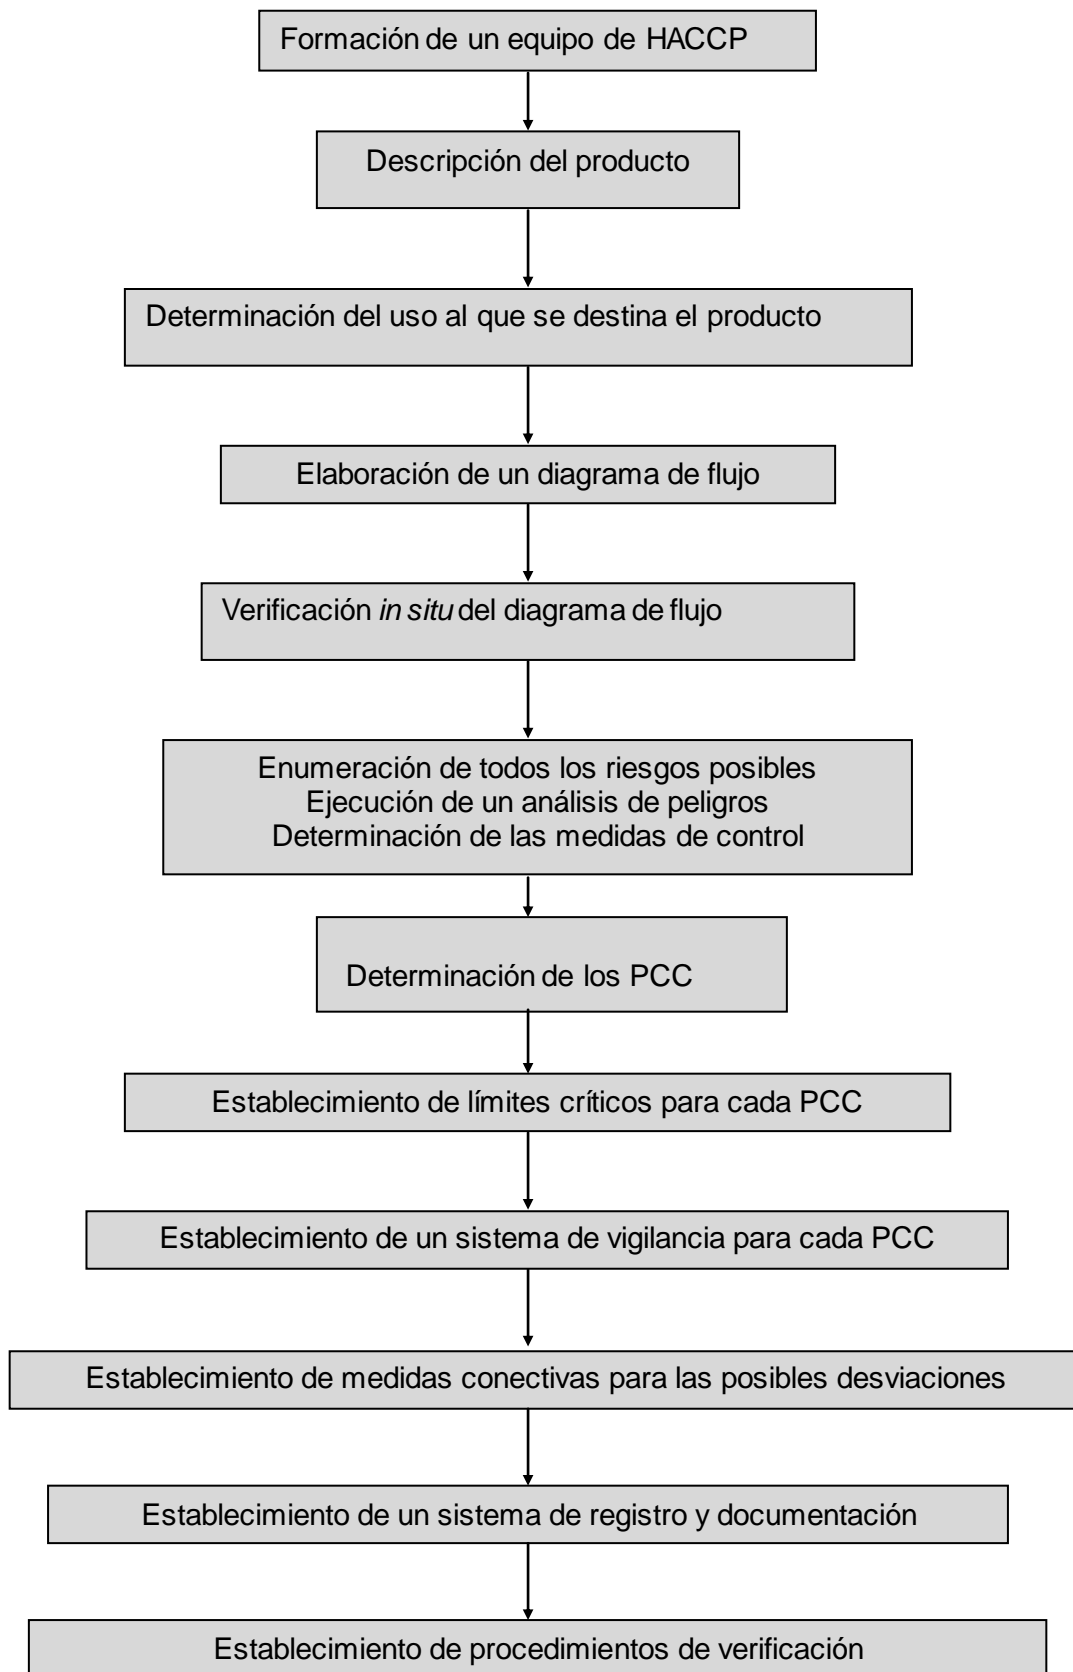 Formación de un equipo de HACCP
Descripción del producto
Determinación del uso al que se destina el producto
Elaboración de un diagrama de flujo
Verificación in situ del diagrama de flujo
Enumeración de todos los riesgos posibles
Ejecución de un análisis de peligros
Determinación de las medidas de control
Determinación de los PCC
Establecimiento de límites críticos para cada PCC
Establecimiento de un sistema de vigilancia para cada PCC
Establecimiento de medidas conectivas para las posibles desviaciones
Establecimiento de un sistema de registro y documentación
Establecimiento de procedimientos de verificación